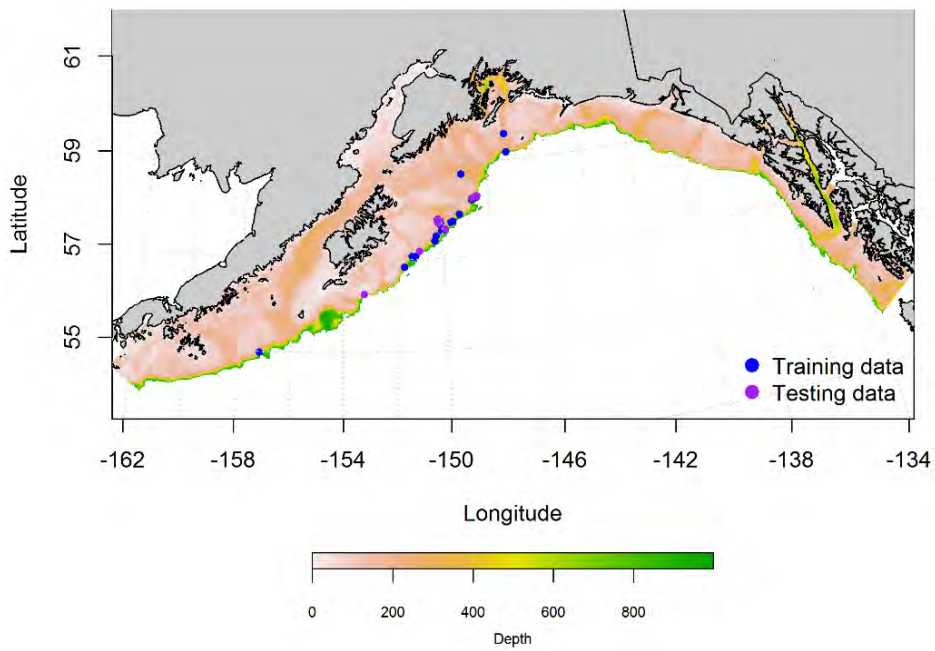 61
59
57
55
Latitude
Training data
Testing data
-162 -158 -154 -150 -146 -142 -138 -134
Longitude
0 200 400 600 800
Depth